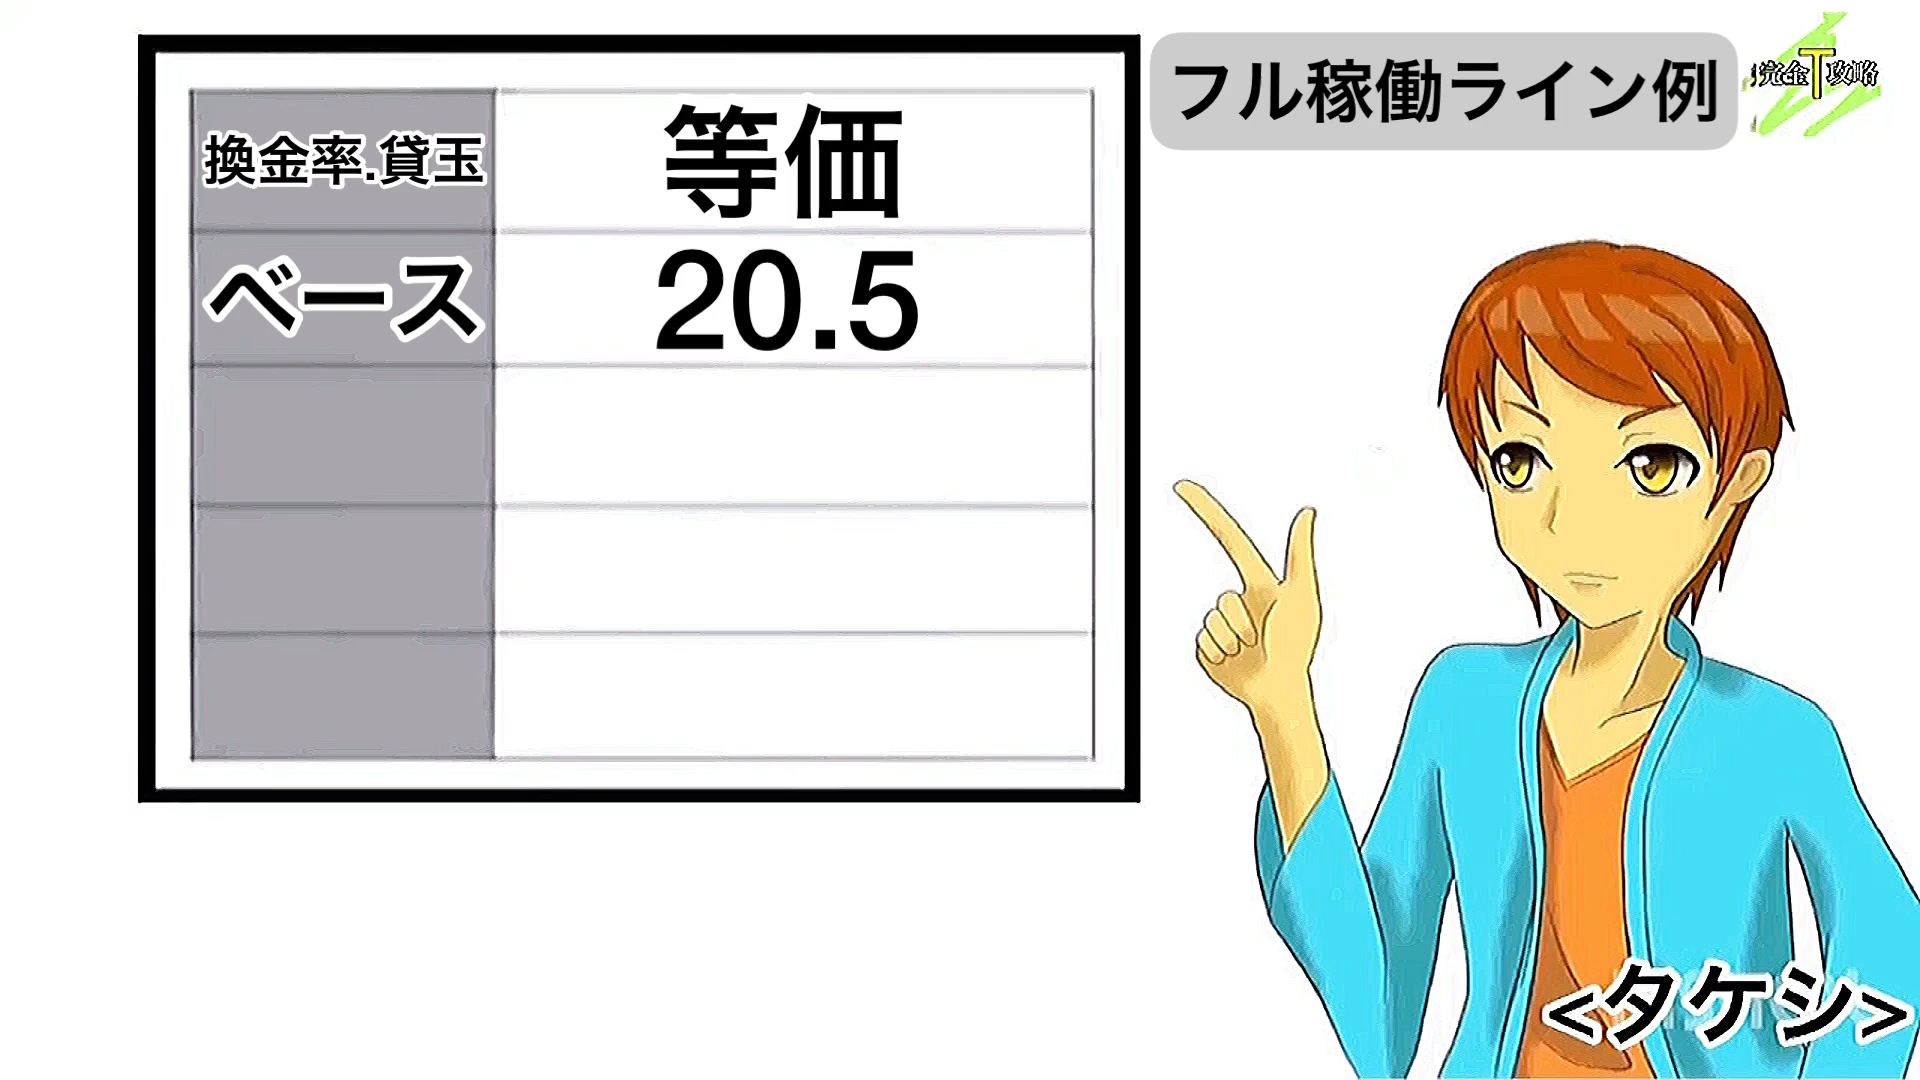 フル稼働ライン例
完全T攻略
換金率.貸玉 等価
ベース 20.5
<タケシ>